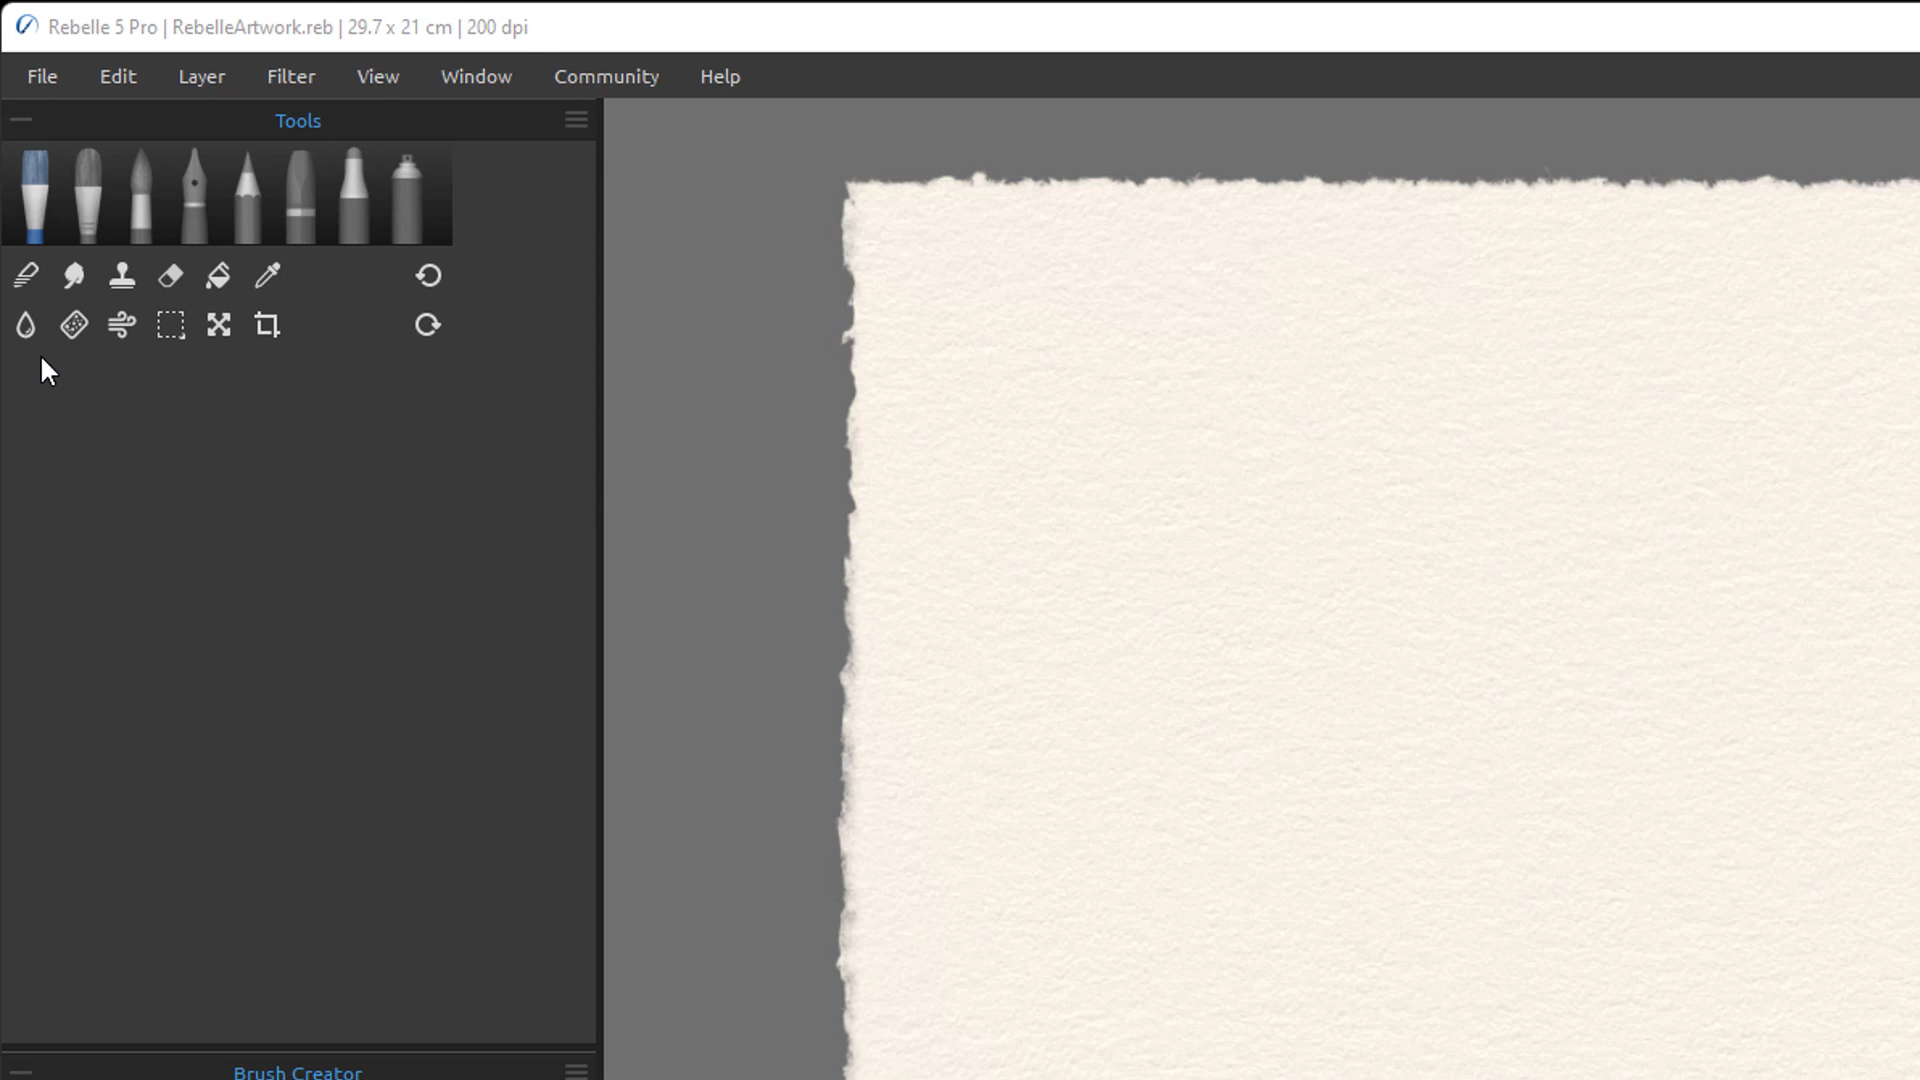 Rebelle 5 Pro | RebelleArtwork.reb | 29.7 x 21 cm | 200 dpi
File Edit Layer Filter View Window Community Help
Tools
Brush Creator